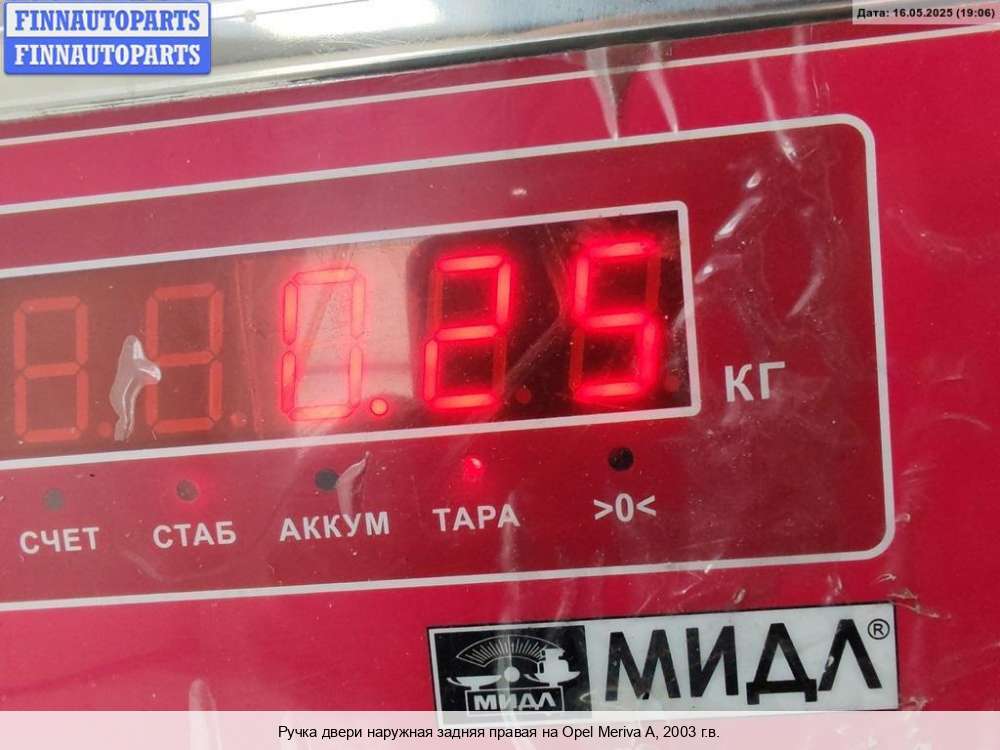 FINNAUTOPARTS
FINNAUTOPARTS
Дата: 16.05.2025 (19:06)
0.25
КГ
СЧЕТ СТАБ АККУМ ТАРА >0<
МИДЛ
МИДЛ®
Ручка двери наружная задняя правая на Opel Meriva A, 2003 г.в.